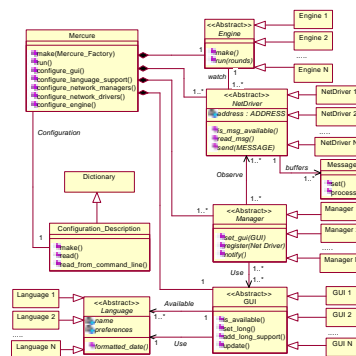 Mercure
make(Mercure_Factory)
run()
configure_gui()
configure_language_support()
configure_network_managers()
configure_network_drivers()
configure_engine()
<<Abstract>>
Engine
make()
run(rounds)
Engine 1
Engine 2
.....
Engine N
1
1
watch
1..*
1..*
<<Abstract>>
NetDriver
address : ADDRESS
is_msg_available()
read_msg()
send(MESSAGE)
NetDriver 1
NetDriver 2
.....
NetDriver N
1
1..*
buffers
1..*
Message
set()
Configuration
Observe
1..*
1..*
1..*
<<Abstract>>
Manager
set_gui(GUI)
register(Net Driver)
notify()
Manager
Manager
.....
Manager
Dictionary
Configuration_Description
make()
read()
read_from_command_line()
1
1..*
Use
1
1
<<Abstract>>
GUI
is_available()
set_long()
add_long_support()
update()
GUI 1
GUI 2
.....
GUI N
Language 1
Language 2
.....
Language N
<<Abstract>>
Language
name
preferences
formatted_date()
Available
1..*
1
Use